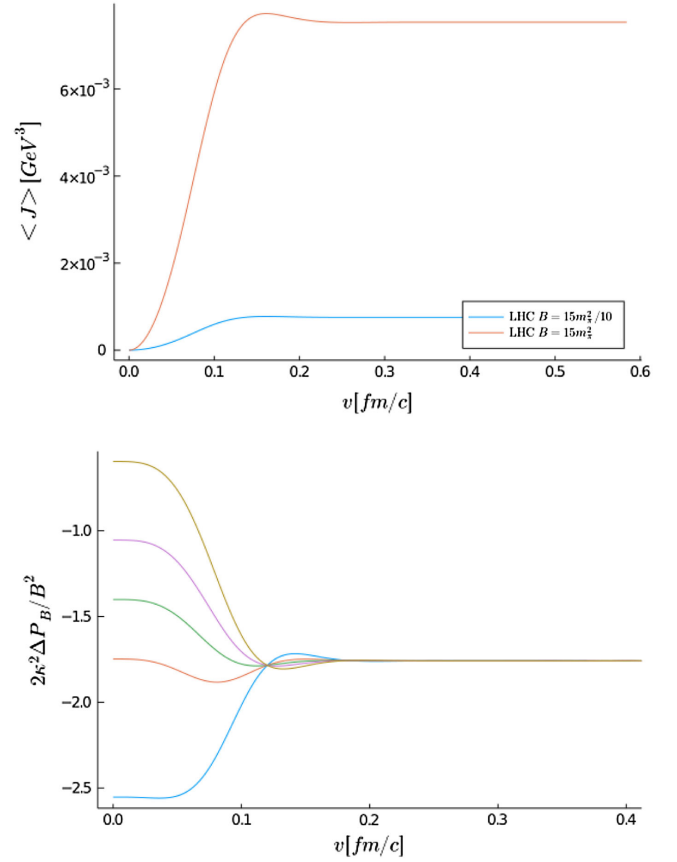 6×10⁻³
4×10⁻³
2×10⁻³
0
< J > [GeV³]
LHC B = 15m²_π/10
LHC B = 15m²_π
0.0 0.1 0.2 0.3 0.4 0.5 0.6
v[fm/c]
−1.0
−1.5
−2.0
−2.5
2κ²ΔP_B/B²
0.0 0.1 0.2 0.3 0.4
v[fm/c]